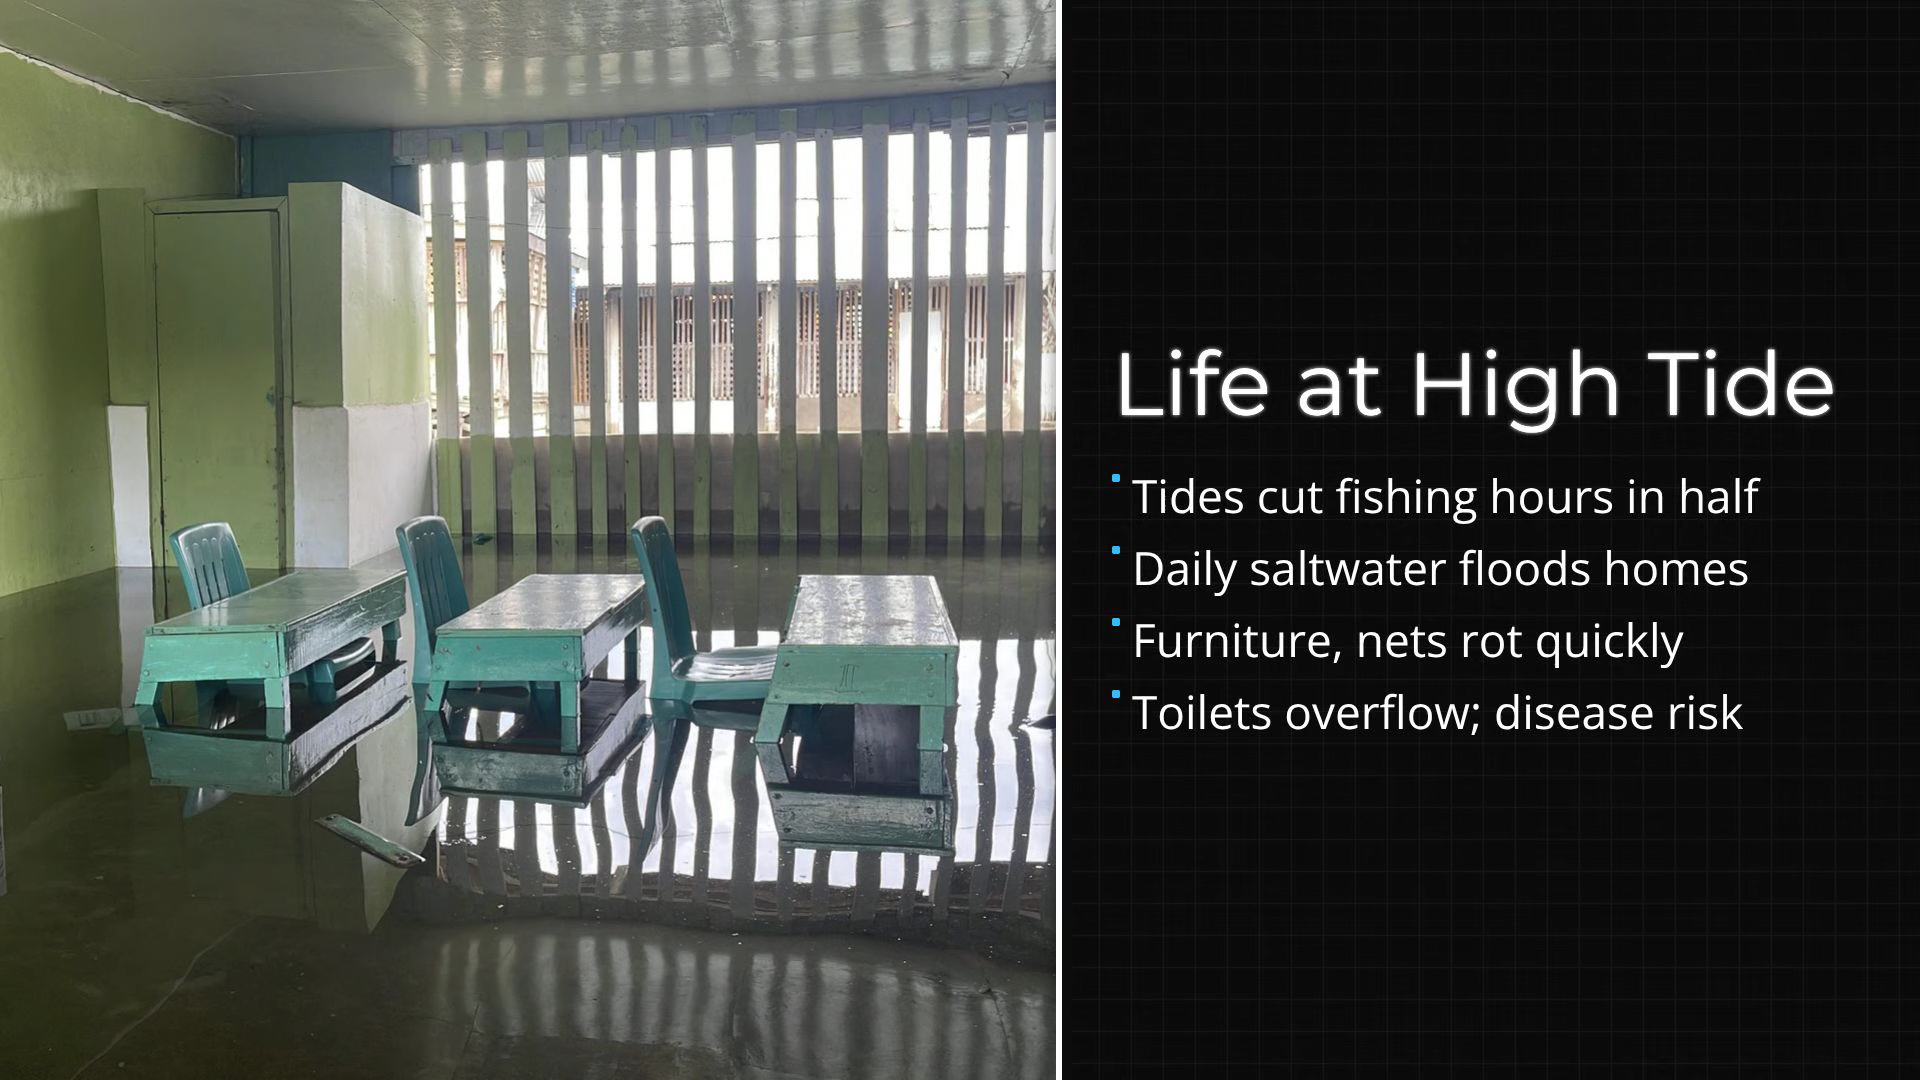 Life at High Tide
Tides cut fishing hours in half
Daily saltwater floods homes
Furniture, nets rot quickly
Toilets overflow; disease risk